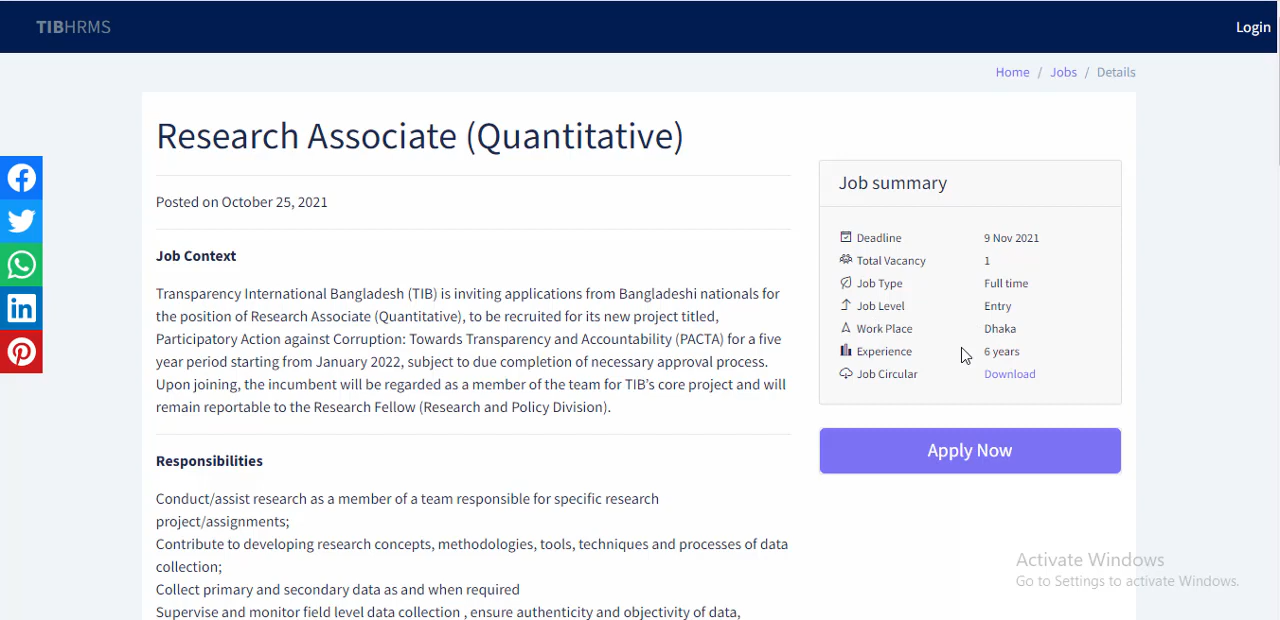 TIBHRMS
Login
Home / Jobs / Details
Research Associate (Quantitative)
Posted on October 25, 2021
Job Context
Transparency International Bangladesh (TIB) is inviting applications from Bangladeshi nationals for
the position of Research Associate (Quantitative), to be recruited for its new project titled,
Participatory Action against Corruption: Towards Transparency and Accountability (PACTA) for a five
year period starting from January 2022, subject to due completion of necessary approval process.
Upon joining, the incumbent will be regarded as a member of the team for TIB’s core project and will
remain reportable to the Research Fellow (Research and Policy Division).
Responsibilities
Conduct/assist research as a member of a team responsible for specific research
project/assignments;
Contribute to developing research concepts, methodologies, tools, techniques and processes of data
collection;
Collect primary and secondary data as and when required
Supervise and monitor field level data collection , ensure authenticity and objectivity of data,
Job summary
Deadline 9 Nov 2021
Total Vacancy 1
Job Type Full time
Job Level Entry
Work Place Dhaka
Experience 6 years
Job Circular Download
Apply Now
Activate Windows
Go to Settings to activate Windows.